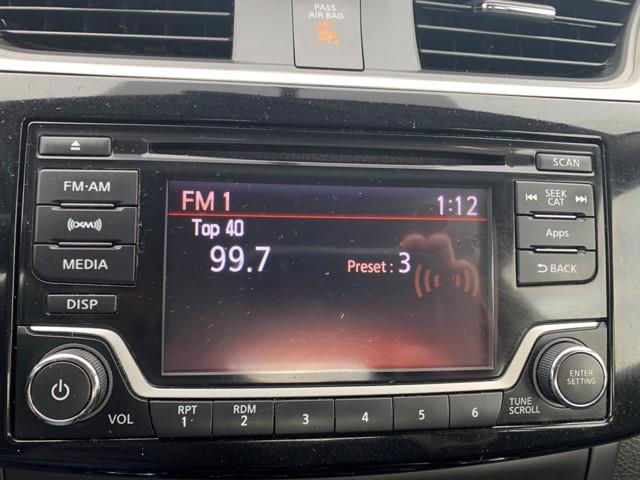 PASS
AIR BAG
SCAN
FM·AM
SEEK
CAT
XM
Apps
MEDIA
BACK
DISP
FM 1 1:12
Top 40
99.7 Preset : 3
ENTER
SETTING
VOL
RPT
1
RDM
2
3
4
5
6
TUNE
SCROLL